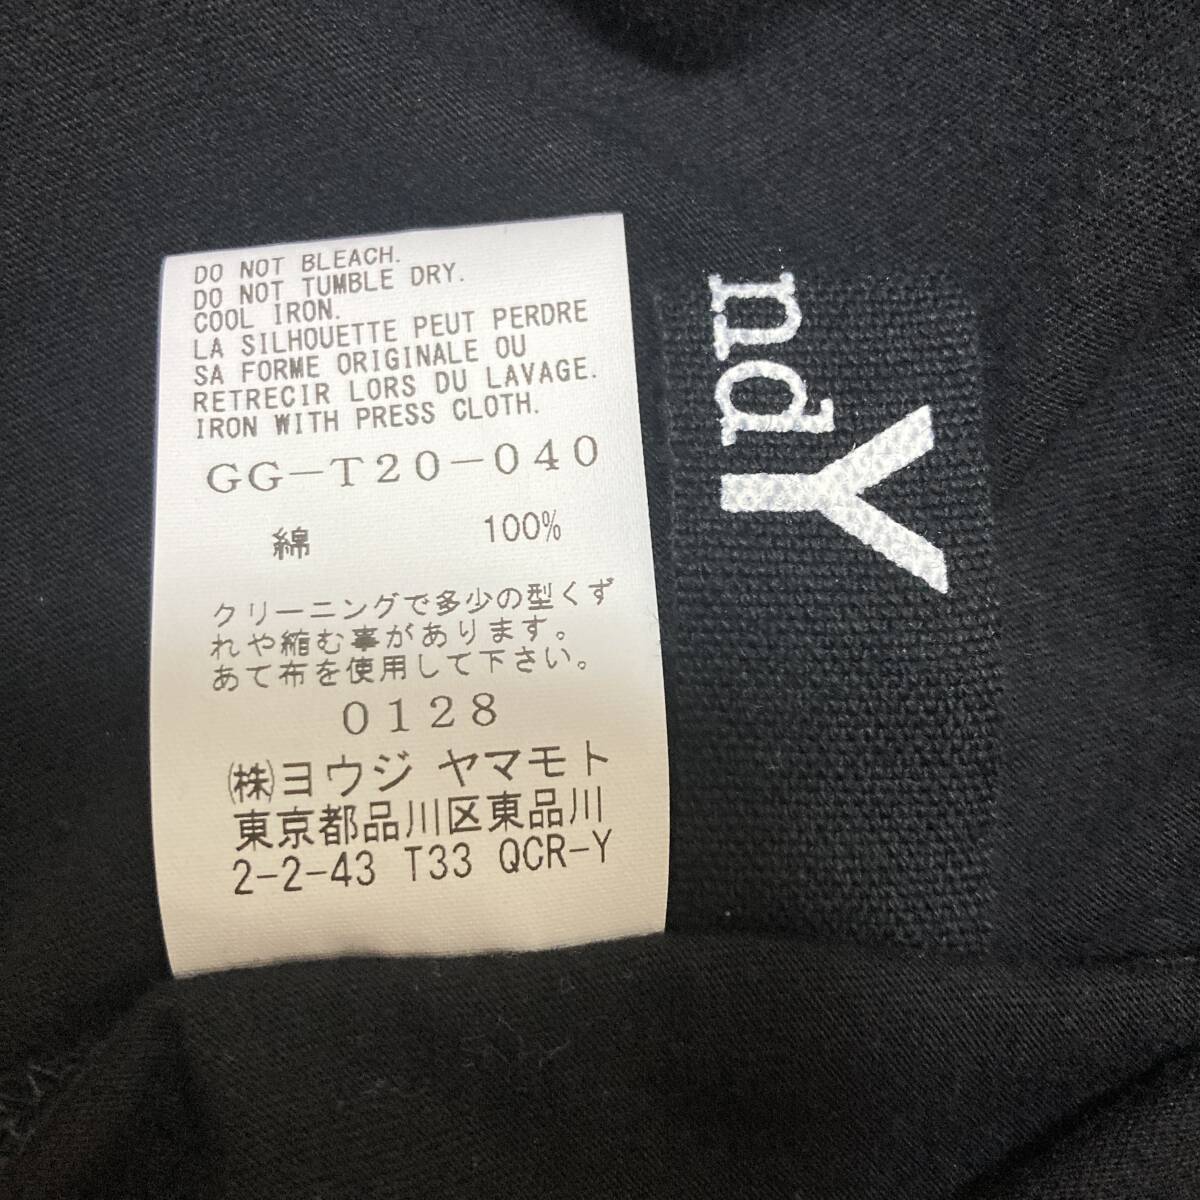 DO NOT BLEACH.
DO NOT TUMBLE DRY.
COOL IRON.
LA SILHOUETTE PEUT PERDRE
SA FORME ORIGINALE OU
RETRECIR LORS DU LAVAGE.
IRON WITH PRESS CLOTH.
GG-T20-040
綿 100%
クリーニングで多少の型くず
れや縮む事があります。
あて布を使用して下さい。
0128
㈱ヨウジ ヤマモト
東京都品川区東品川
2-2-43 T33 QCR-Y
ndY